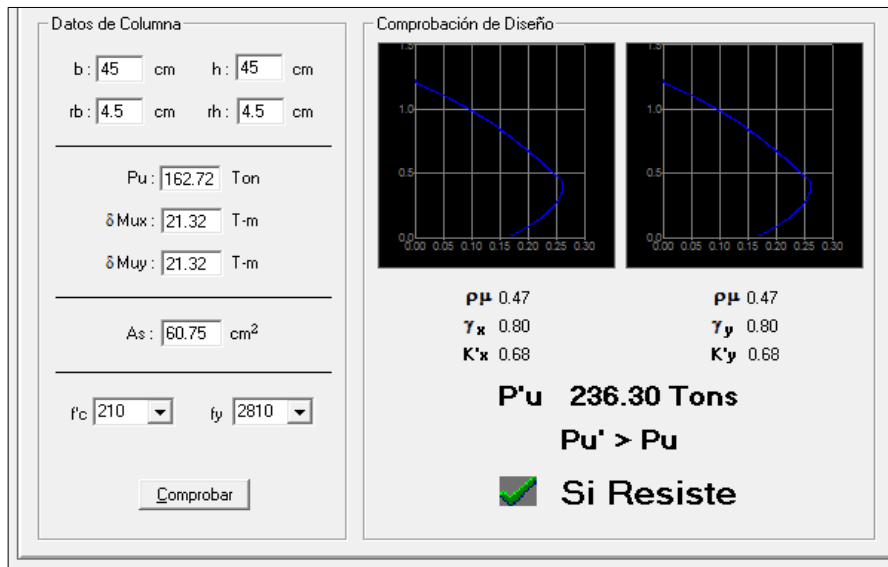 Datos de Columna
b : 45 cm h : 45 cm
rb : 4.5 cm rh : 4.5 cm
Pu : 162.72 Ton
δMux : 21.32 T-m
δMuy : 21.32 T-m
As : 60.75 cm²
f'c 210 fy 2810
Comprobar
Comprobación de Diseño
1.5
1.0
0.5
0.0
0.00 0.05 0.10 0.15 0.20 0.25 0.30
1.5
1.0
0.5
0.0
0.00 0.05 0.10 0.15 0.20 0.25 0.30
ρμ 0.47
γx 0.80
K'x 0.68
ρμ 0.47
γy 0.80
K'y 0.68
P'u 236.30 Tons
Pu' > Pu
Si Resiste